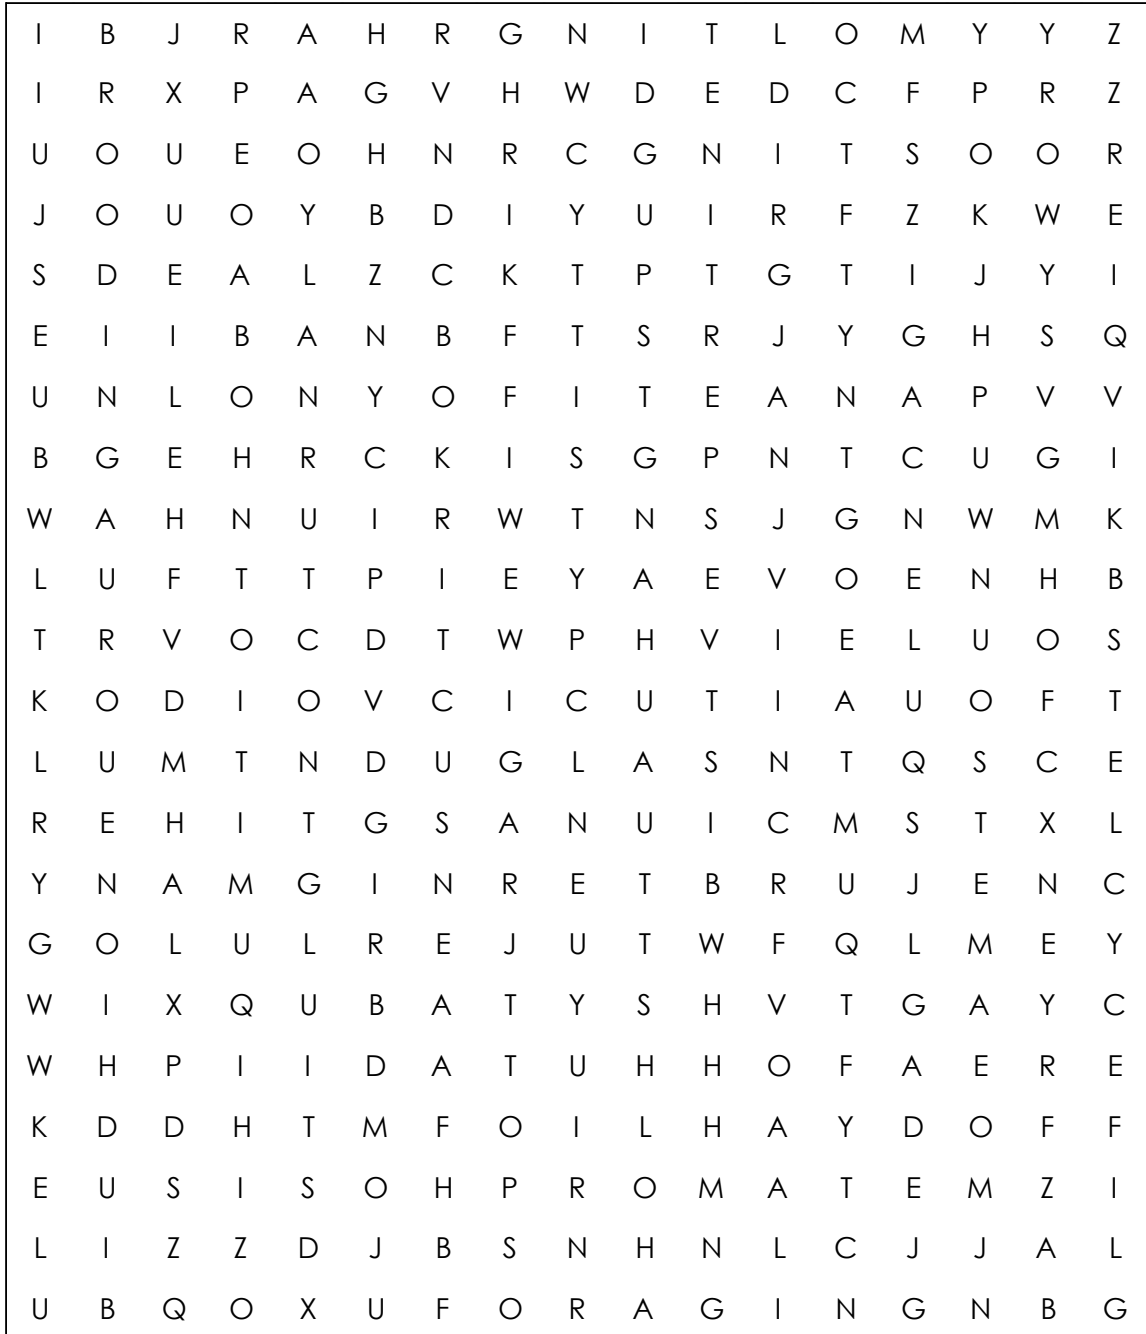 I B J R A H R G N I T L O M Y Y Z
I R X P A G V H W D E D C F P R Z
U O U E O H N R C G N I T S O O R
J O U O Y B D I Y U I R F Z K W E
S D E A L Z C K T P T G T I J Y I
E I I B A N B F T S R J Y G H S Q
U N L O N Y O F I T E A N A P V V
B G E H R C K I S G P N T C U G I
W A H N U I R W T N S J G N W M K
L U F T T P I E Y A E V O E N H B
T R V O C D T W P H V I E L U O S
K O D I O V C I C U T I A U O F T
L U M T N D U G L A S N T Q S C E
R E H I T G S A N U I C M S T X L
Y N A M G I N R E T B R U J E N C
G O L U L R E J U T W F Q L M E Y
W I X Q U B A T Y S H V T G A Y C
W H P I I D A T U H H O F A E R E
K D D H T M F O I L H A Y D O F F
E U S I S O H P R O M A T E M Z I
L I Z Z D J B S N H N L C J J A L
U B Q O X U F O R A G I N G N B G